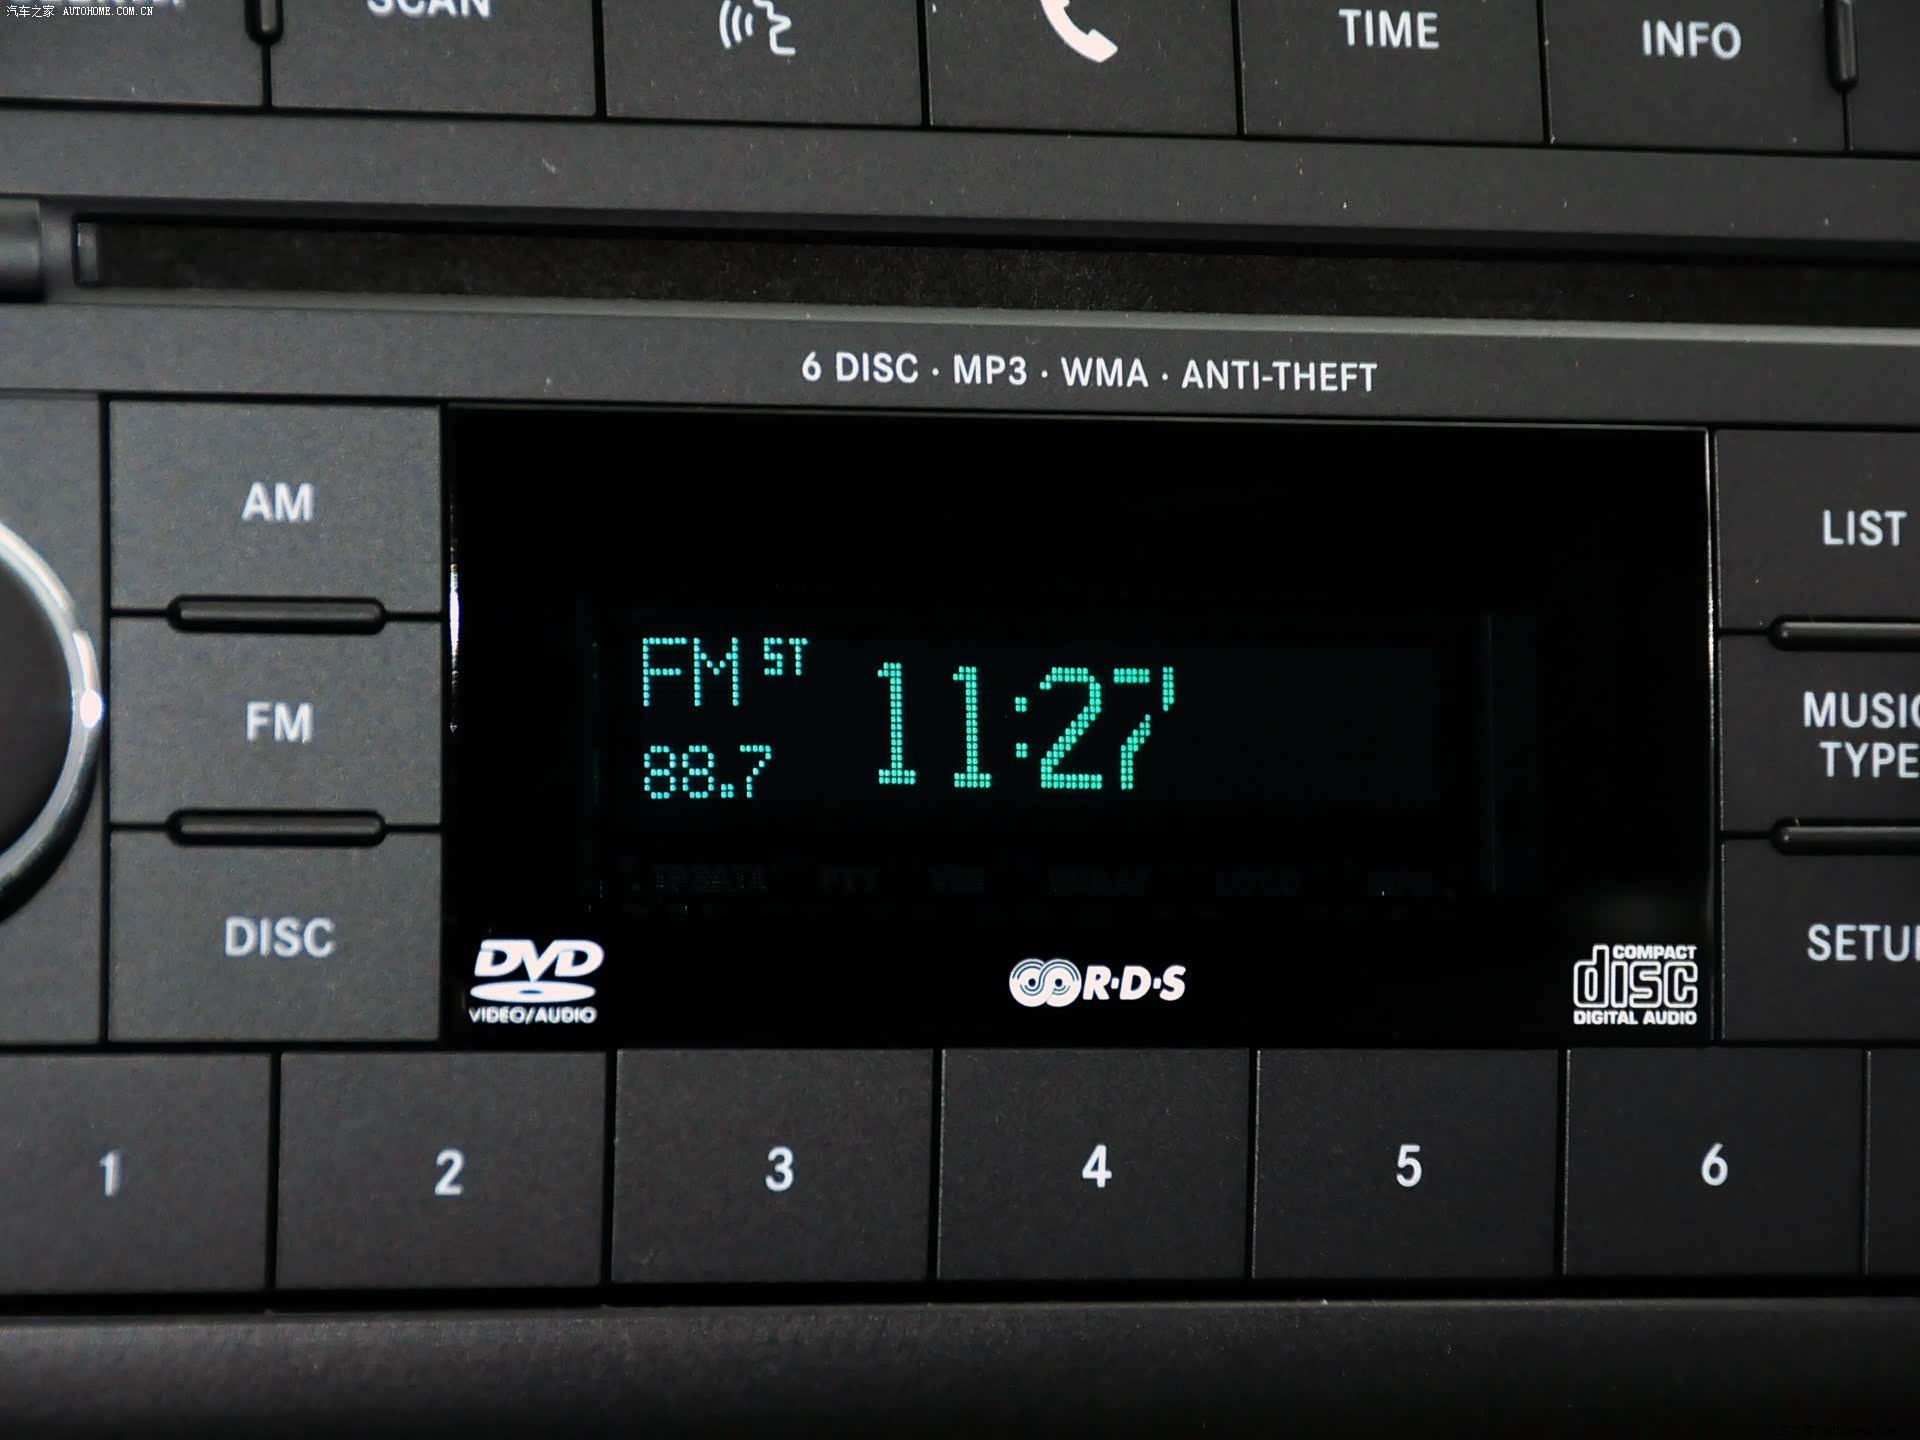 汽车之家 AUTOHOME.COM.CN
SCAN
TIME
INFO
6 DISC · MP3 · WMA · ANTI-THEFT
AM
LIST
FM ST 11:27
FM
88.7
MUSIC
TYPE
DISC
SETUP
DVD
VIDEO/AUDIO
R·D·S
COMPACT
disc
DIGITAL AUDIO
1 2 3 4 5 6